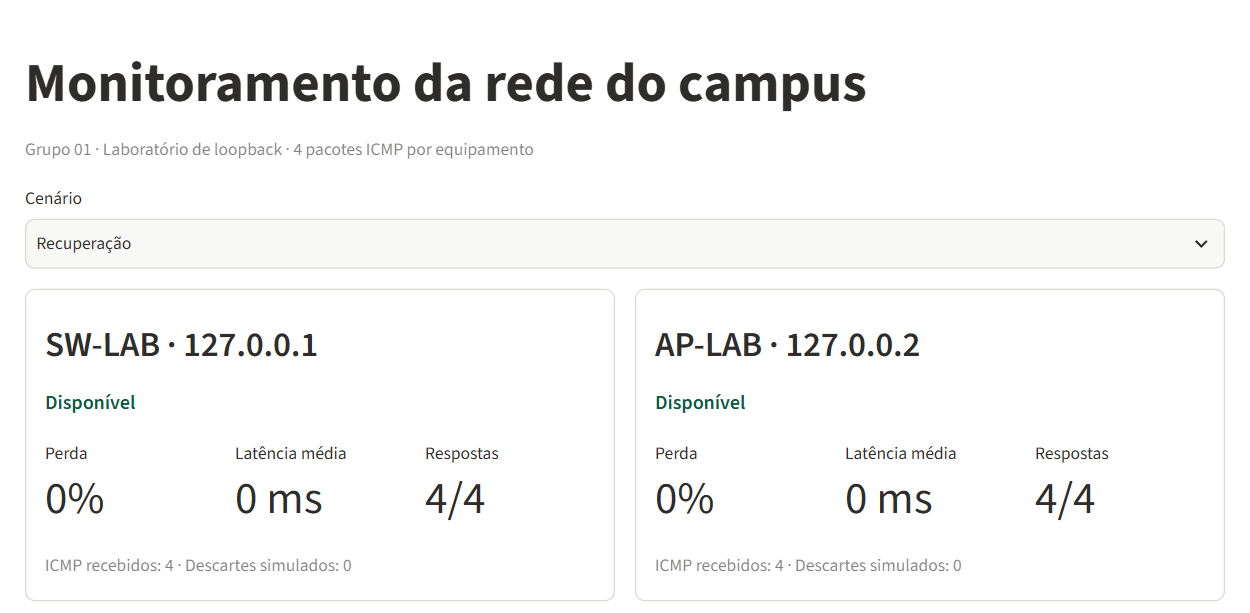 Monitoramento da rede do campus
Grupo 01 · Laboratório de loopback · 4 pacotes ICMP por equipamento
Cenário
Recuperação
SW-LAB · 127.0.0.1
Disponível
Perda Latência média Respostas
0% 0 ms 4/4
ICMP recebidos: 4 · Descartes simulados: 0
AP-LAB · 127.0.0.2
Disponível
Perda Latência média Respostas
0% 0 ms 4/4
ICMP recebidos: 4 · Descartes simulados: 0